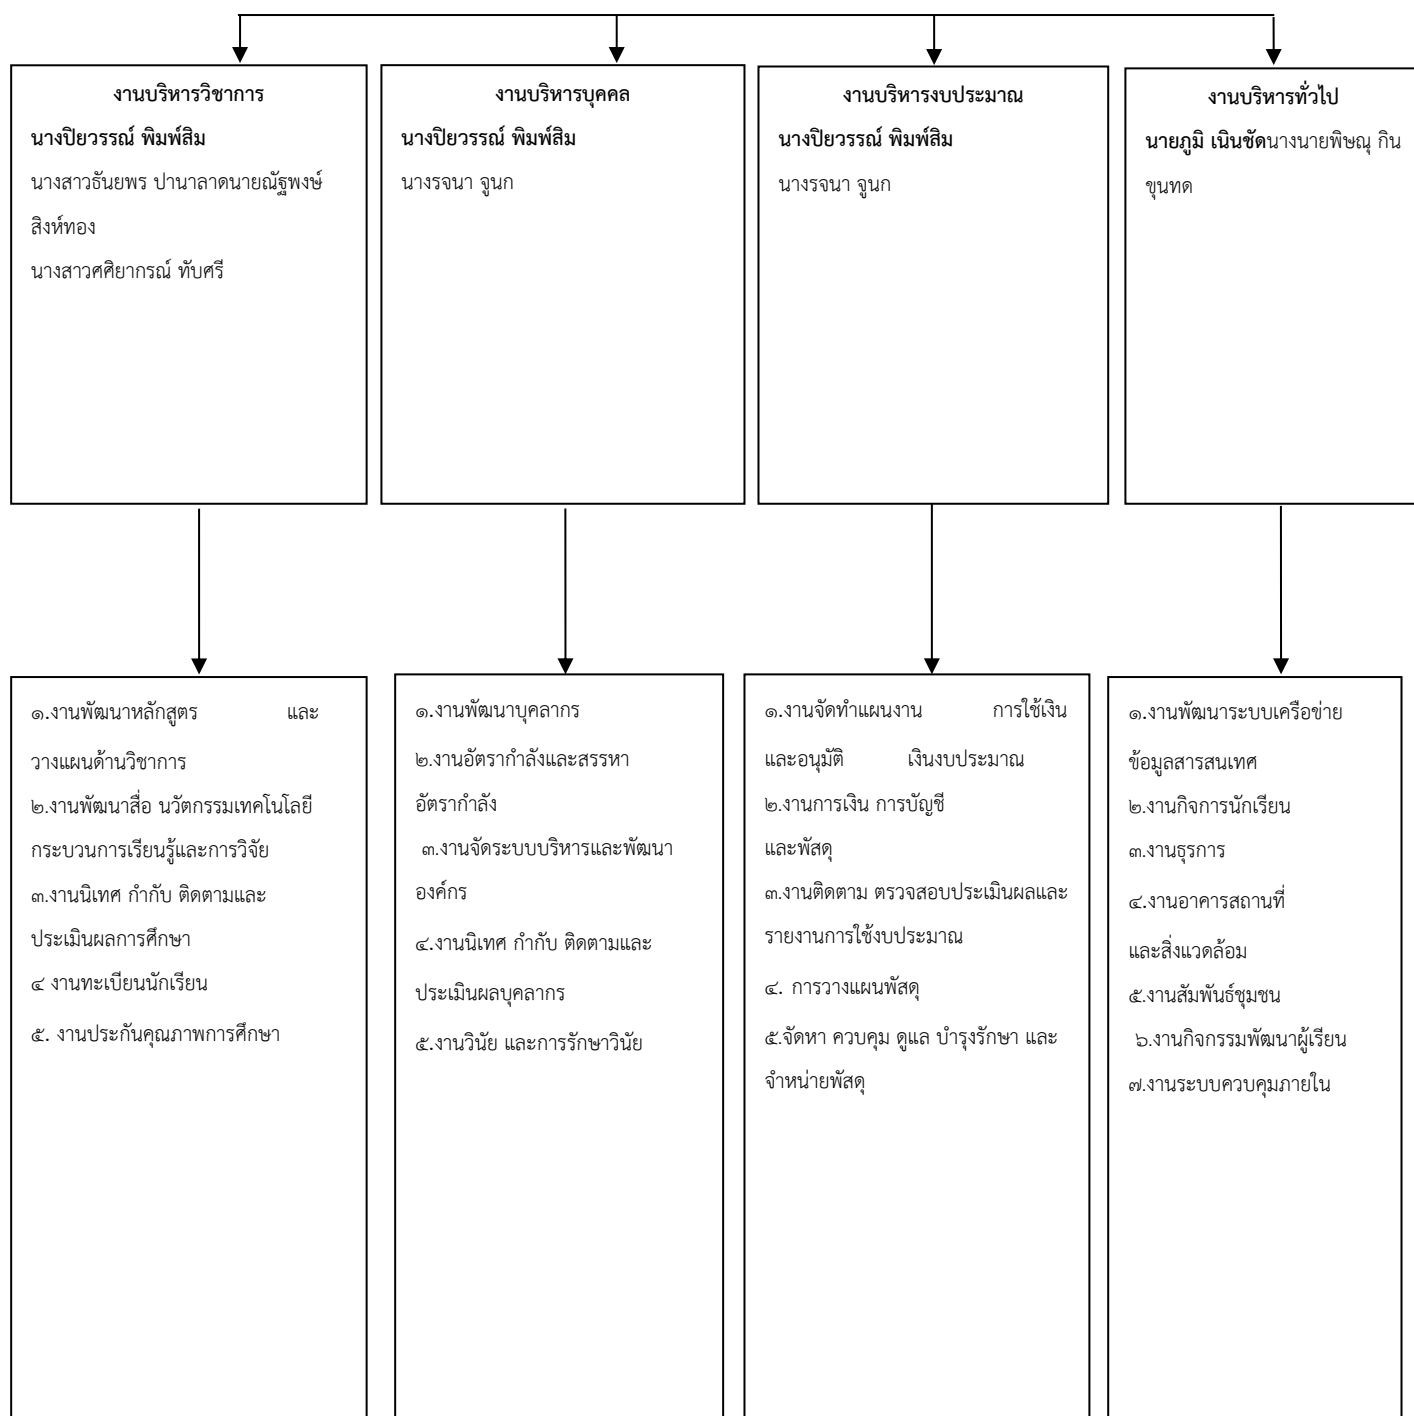 งานบริหารวิชาการ
นางปิยวรรณ์ พิมพ์สิม
นางสาวธันยพร ปานาลาดนายณัฐพงษ์
สิงห์ทอง
นางสาวศศิยากรณ์ ทับศรี
งานบริหารบุคคล
นางปิยวรรณ์ พิมพ์สิม
นางรจนา จูนก
งานบริหารงบประมาณ
นางปิยวรรณ์ พิมพ์สิม
นางรจนา จูนก
งานบริหารทั่วไป
นายภูมิ เนินชัดนางนายพิษณุ กิน
ขุนทด
๑.งานพัฒนาหลักสูตร และ
วางแผนด้านวิชาการ
๒.งานพัฒนาสื่อ นวัตกรรมเทคโนโลยี
กระบวนการเรียนรู้และการวิจัย
๓.งานนิเทศ กำกับ ติดตามและ
ประเมินผลการศึกษา
๔ งานทะเบียนนักเรียน
๕. งานประกันคุณภาพการศึกษา
๑.งานพัฒนาบุคลากร
๒.งานอัตรากำลังและสรรหา
อัตรากำลัง
๓.งานจัดระบบบริหารและพัฒนา
องค์กร
๔.งานนิเทศ กำกับ ติดตามและ
ประเมินผลบุคลากร
๕.งานวินัย และการรักษาวินัย
๑.งานจัดทำแผนงาน การใช้เงิน
และอนุมัติ เงินงบประมาณ
๒.งานการเงิน การบัญชี
และพัสดุ
๓.งานติดตาม ตรวจสอบประเมินผลและ
รายงานการใช้งบประมาณ
๔. การวางแผนพัสดุ
๕.จัดหา ควบคุม ดูแล บำรุงรักษา และ
จำหน่ายพัสดุ
๑.งานพัฒนาระบบเครือข่าย
ข้อมูลสารสนเทศ
๒.งานกิจการนักเรียน
๓.งานธุรการ
๔.งานอาคารสถานที่
และสิ่งแวดล้อม
๕.งานสัมพันธ์ชุมชน
๖.งานกิจกรรมพัฒนาผู้เรียน
๗.งานระบบควบคุมภายใน